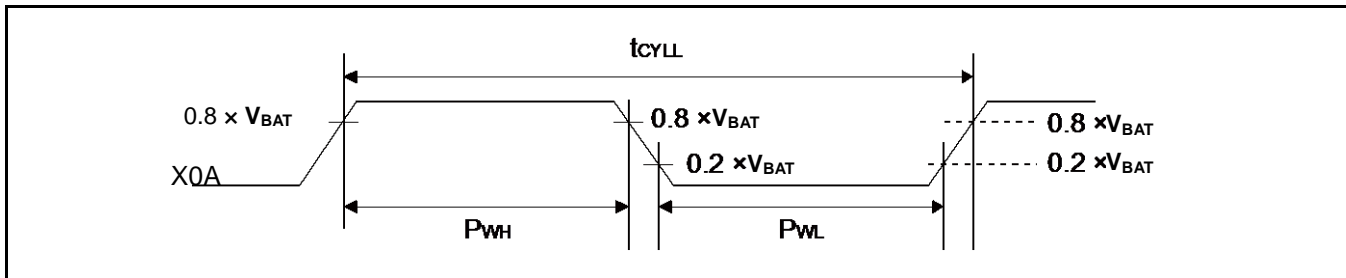 tCYLL
0.8 × VBAT
0.8 ×VBAT
0.8 ×VBAT
X0A
0.2 ×VBAT
0.2 ×VBAT
PWH
PWL